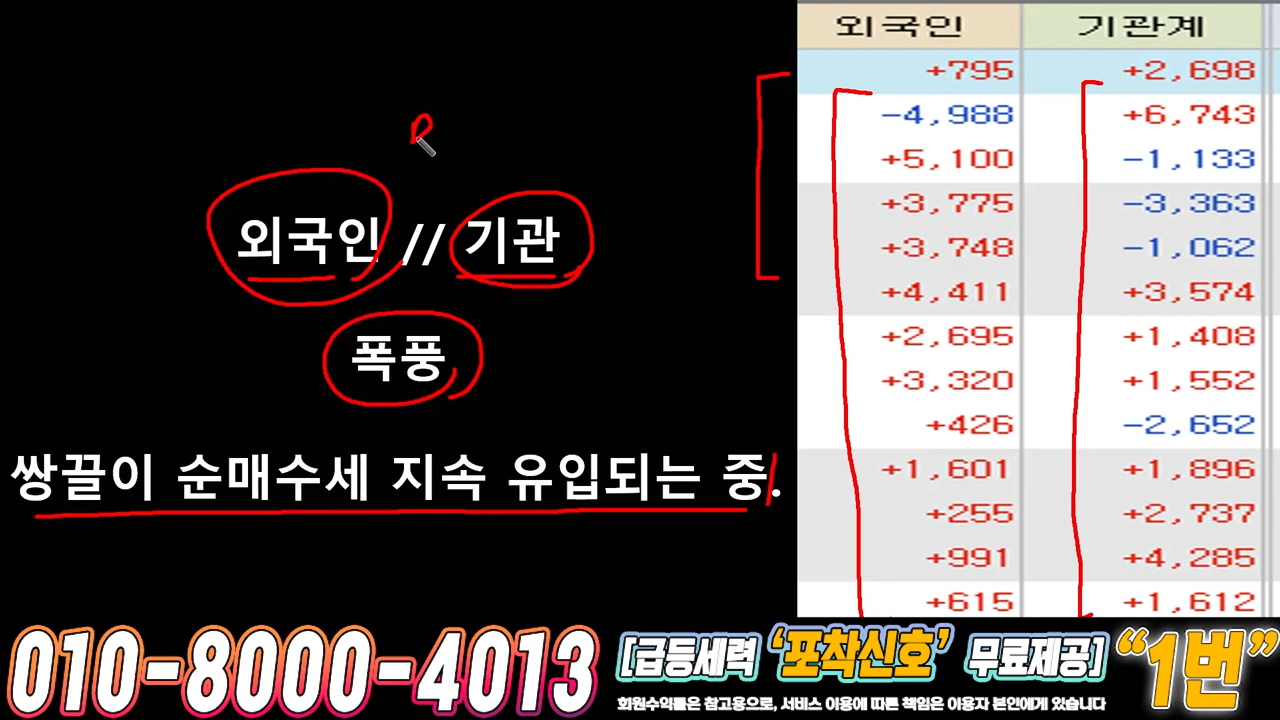 외국인 // 기관
폭풍
쌍끌이 순매수세 지속 유입되는 중.
외국인 기관계
+795 +2,698
-4,988 +6,743
+5,100 -1,133
+3,775 -3,363
+3,748 -1,062
+4,411 +3,574
+2,695 +1,408
+3,320 +1,552
+426 -2,652
+1,601 +1,896
+255 +2,737
+991 +4,285
+615 +1,612
010-8000-4013 [급등세력 ‘포착신호’ 무료제공] “1번”
회원수익률은 참고용으로, 서비스 이용에 따른 책임은 이용자 본인에게 있습니다